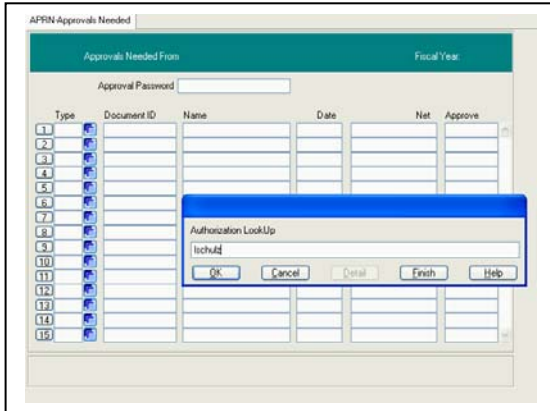 APRN-Approvals Needed
Approvals Needed From Fiscal Year:
Approval Password
Type Document ID Name Date Net Approve
1
2
3
4
5
6
7
8
9
10
11
12
13
14
15
Authorization LookUp
lschulz
OK Cancel Detail Finish Help